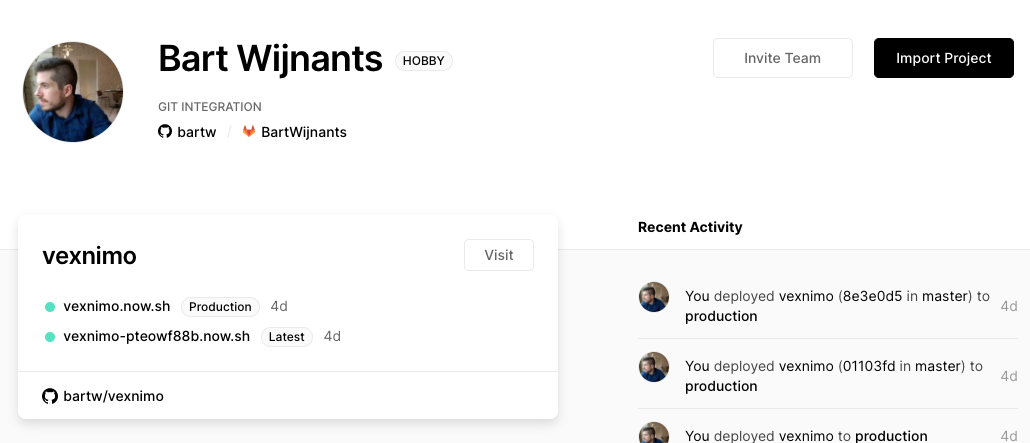 Bart Wijnants HOBBY
Invite Team
Import Project
GIT INTEGRATION
bartw / BartWijnants
vexnimo
Visit
vexnimo.now.sh Production 4d
vexnimo-pteowf88b.now.sh Latest 4d
bartw/vexnimo
Recent Activity
You deployed vexnimo (8e3e0d5 in master) to
production
4d
You deployed vexnimo (01103fd in master) to
production
4d
You deployed vexnimo to production
4d